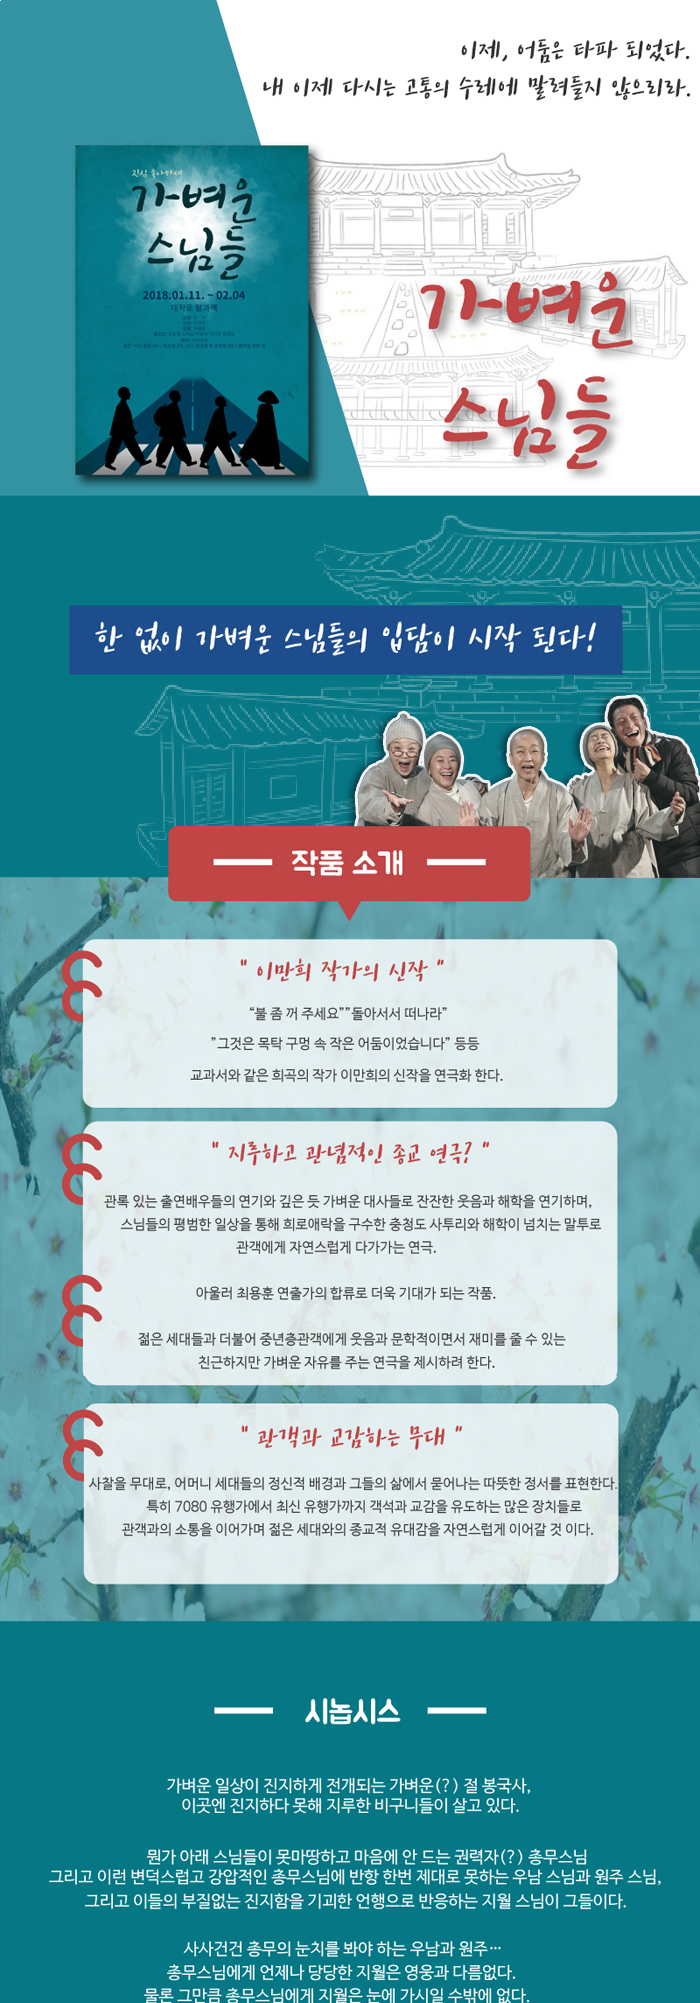 이제, 어둠은 타파 되었다.
내 이제 다시는 고통의 수레에 말려들지 않으리라.
가벼운
스님들
2018.01.11. ~ 02.04
대학로
가벼운
스님들
한 없이 가벼운 스님들의 입담이 시작 된다!
작품 소개
" 이만희 작가의 신작 "
“불 좀 꺼 주세요””돌아서서 떠나라”
”그것은 목탁 구멍 속 작은 어둠이었습니다” 등등
교과서와 같은 희곡의 작가 이만희의 신작을 연극화 한다.
" 지루하고 관념적인 종교 연극? "
관록 있는 출연배우들의 연기와 깊은 듯 가벼운 대사들로 잔잔한 웃음과 해학을 연기하며,
스님들의 평범한 일상을 통해 희로애락을 구수한 충청도 사투리와 해학이 넘치는 말투로
관객에게 자연스럽게 다가가는 연극.
아울러 최용훈 연출가의 합류로 더욱 기대가 되는 작품.
젊은 세대들과 더불어 중년층관객에게 웃음과 문학적이면서 재미를 줄 수 있는
친근하지만 가벼운 자유를 주는 연극을 제시하려 한다.
" 관객과 교감하는 무대 "
사찰을 무대로, 어머니 세대들의 정신적 배경과 그들의 삶에서 묻어나는 따뜻한 정서를 표현한다.
특히 7080 유행가에서 최신 유행가까지 객석과 교감을 유도하는 많은 장치들로
관객과의 소통을 이어가며 젊은 세대와의 종교적 유대감을 자연스럽게 이어갈 것 이다.
시놉시스
가벼운 일상이 진지하게 전개되는 가벼운(?) 절 봉국사,
이곳엔 진지하다 못해 지루한 비구니들이 살고 있다.
뭔가 아래 스님들이 못마땅하고 마음에 안 드는 권력자(?) 총무스님
그리고 이런 변덕스럽고 강압적인 총무스님에 반항 한번 제대로 못하는 우남 스님과 원주 스님,
그리고 이들의 부질없는 진지함을 기괴한 언행으로 반응하는 지월 스님이 그들이다.
사사건건 총무의 눈치를 봐야 하는 우남과 원주···
총무스님에게 언제나 당당한 지월은 영웅과 다름없다.
물론 그만큼 총무스님에게 지월은 눈에 가시일 수밖에 없다.